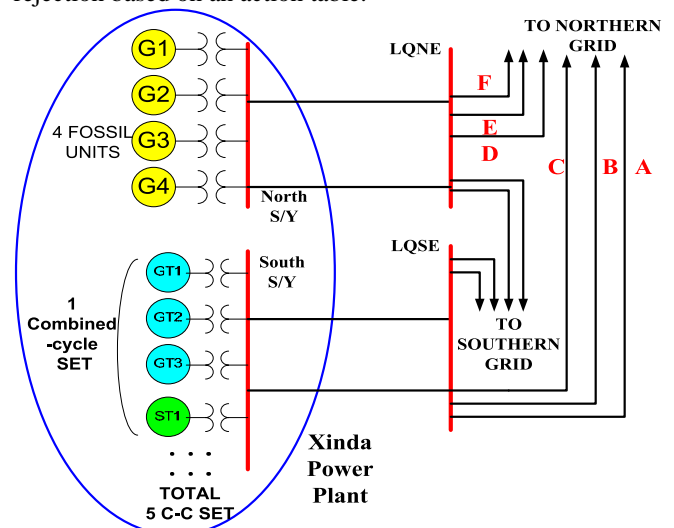 rejection based on an action table.
TO NORTHERN
GRID
G1
LQNE
F
G2
4 FOSSIL
UNITS
G3
E
D
C
B
A
G4
North
S/Y
South
S/Y
LQSE
GT1
1
Combined
-cycle
SET
GT2
TO
SOUTHERN
GRID
GT3
ST1
Xinda
Power
Plant
TOTAL
5 C-C SET